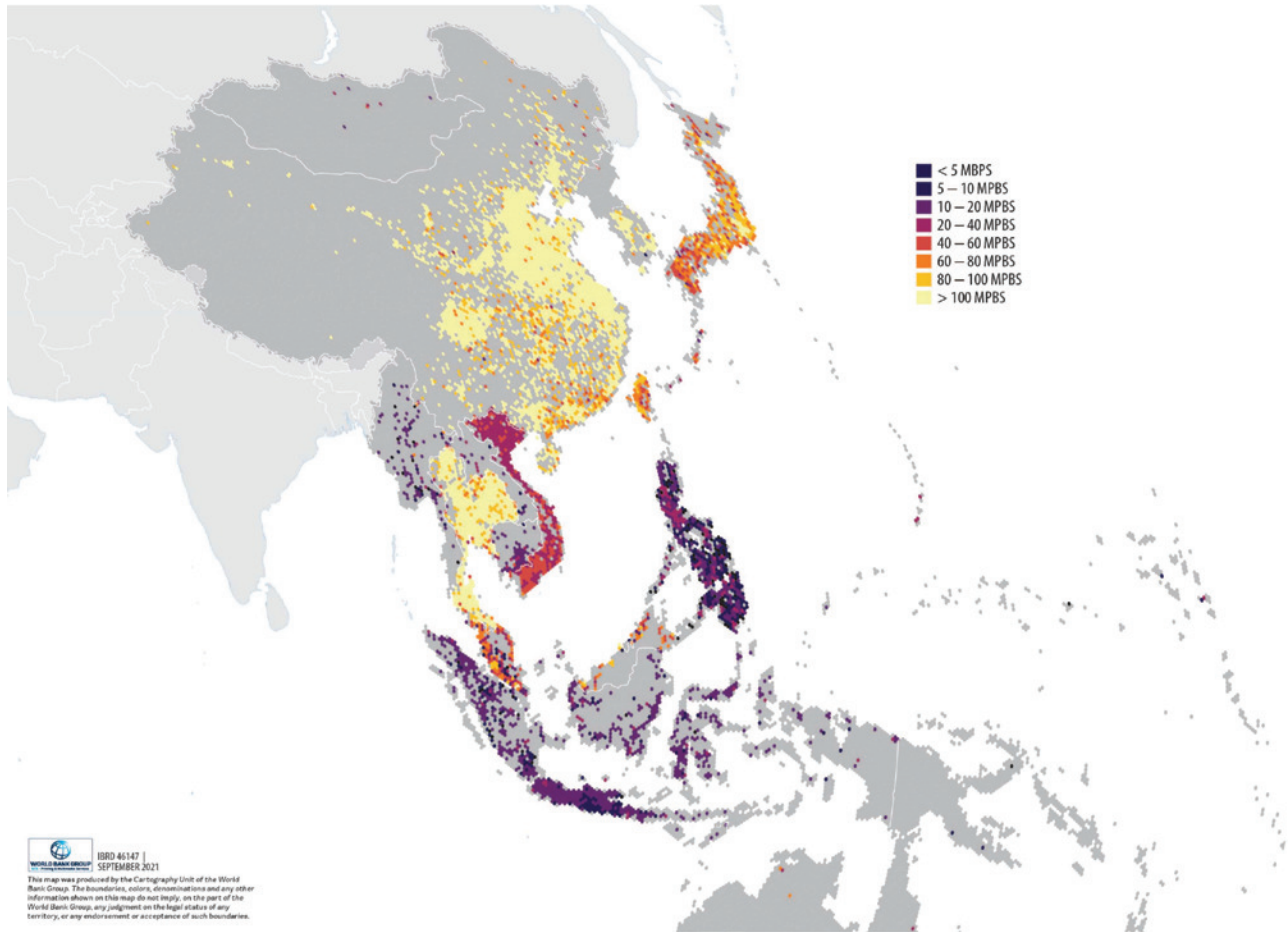 < 5 MBPS
5 – 10 MPBS
10 – 20 MPBS
20 – 40 MPBS
40 – 60 MPBS
60 – 80 MPBS
80 – 100 MPBS
> 100 MPBS
WORLD BANK GROUP
IBRD 46147 |
SEPTEMBER 2021
This map was produced by the Cartography Unit of the World
Bank Group. The boundaries, colors, denominations and any other
information shown on this map do not imply, on the part of the
World Bank Group, any judgment on the legal status of any
territory, or any endorsement or acceptance of such boundaries.